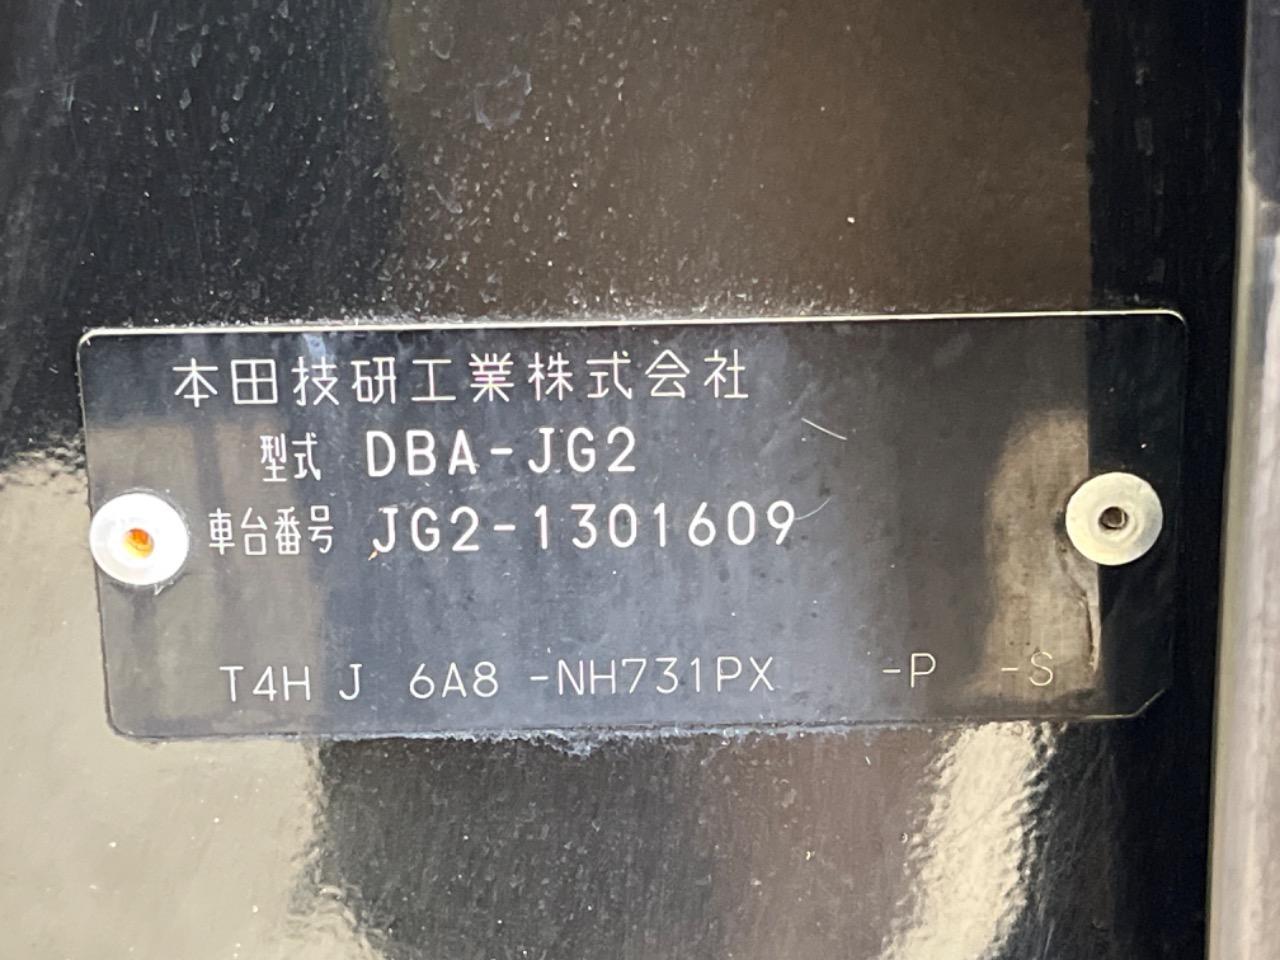 本田技研工業株式会社
型式 DBA-JG2
車台番号 JG2-1301609
T4H J 6A8 -NH731PX -P -S